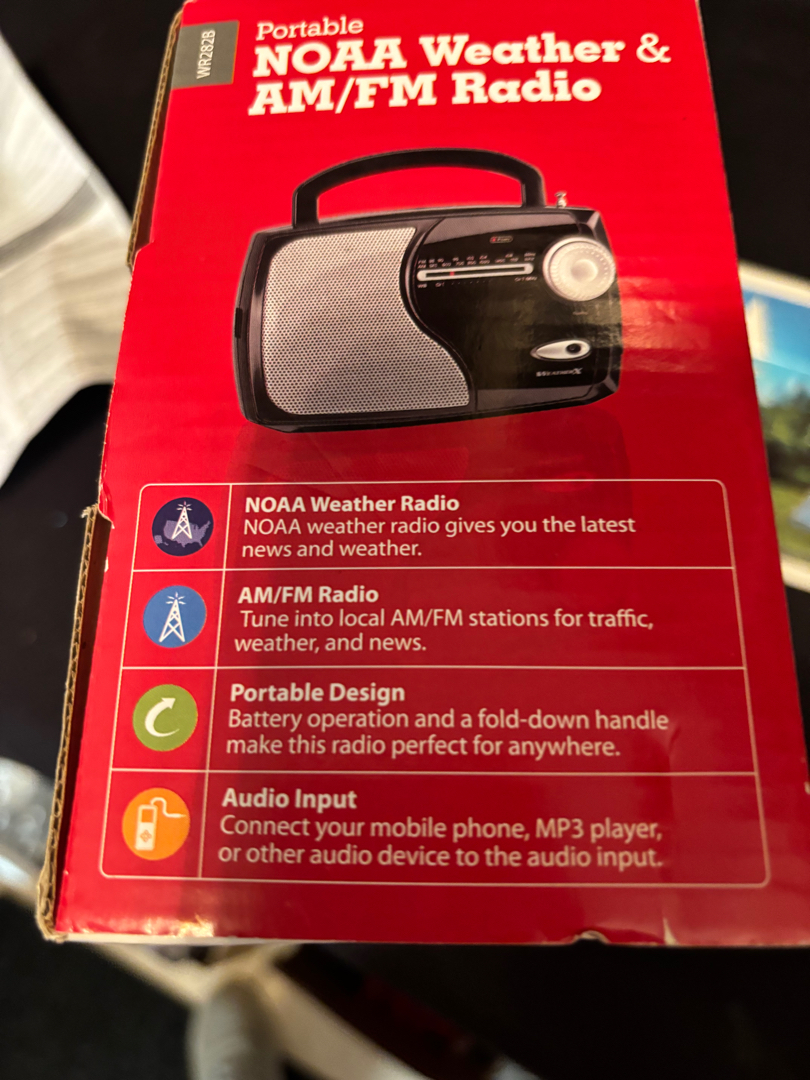 WR282B
Portable
NOAA Weather &
AM/FM Radio
NOAA Weather Radio
NOAA weather radio gives you the latest
news and weather.
AM/FM Radio
Tune into local AM/FM stations for traffic,
weather, and news.
Portable Design
Battery operation and a fold-down handle
make this radio perfect for anywhere.
Audio Input
Connect your mobile phone, MP3 player,
or other audio device to the audio input.